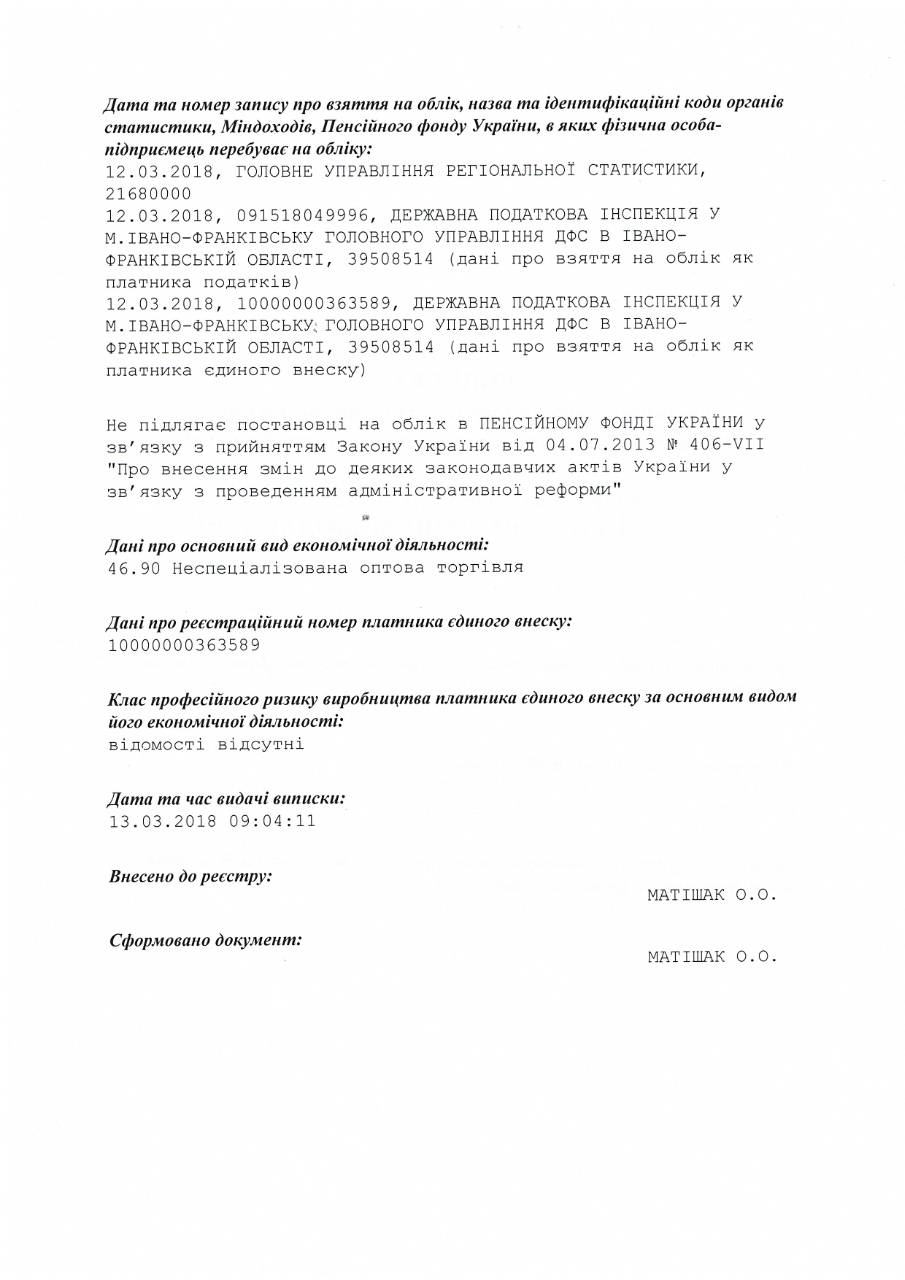 Дата та номер запису про взяття на облік, назва та ідентифікаційні коди органів
статистики, Міндоходів, Пенсійного фонду України, в яких фізична особа-
підприємець перебуває на обліку:
12.03.2018, ГОЛОВНЕ УПРАВЛІННЯ РЕГІОНАЛЬНОЇ СТАТИСТИКИ,
21680000
12.03.2018, 091518049996, ДЕРЖАВНА ПОДАТКОВА ІНСПЕКЦІЯ У
М.ІВАНО-ФРАНКІВСЬКУ ГОЛОВНОГО УПРАВЛІННЯ ДФС В ІВАНО-
ФРАНКІВСЬКІЙ ОБЛАСТІ, 39508514 (дані про взяття на облік як
платника податків)
12.03.2018, 10000000363589, ДЕРЖАВНА ПОДАТКОВА ІНСПЕКЦІЯ У
М.ІВАНО-ФРАНКІВСЬКУ ГОЛОВНОГО УПРАВЛІННЯ ДФС В ІВАНО-
ФРАНКІВСЬКІЙ ОБЛАСТІ, 39508514 (дані про взяття на облік як
платника єдиного внеску)
Не підлягає постановці на облік в ПЕНСІЙНОМУ ФОНДІ УКРАЇНИ у
зв'язку з прийняттям Закону України від 04.07.2013 № 406-VII
"Про внесення змін до деяких законодавчих актів України у
зв'язку з проведенням адміністративної реформи"
Дані про основний вид економічної діяльності:
46.90 Неспеціалізована оптова торгівля
Дані про реєстраційний номер платника єдиного внеску:
10000000363589
Клас професійного ризику виробництва платника єдиного внеску за основним видом
його економічної діяльності:
відомості відсутні
Дата та час видачі виписки:
13.03.2018 09:04:11
Внесено до реєстру:
МАТІШАК О.О.
Сформовано документ:
МАТІШАК О.О.